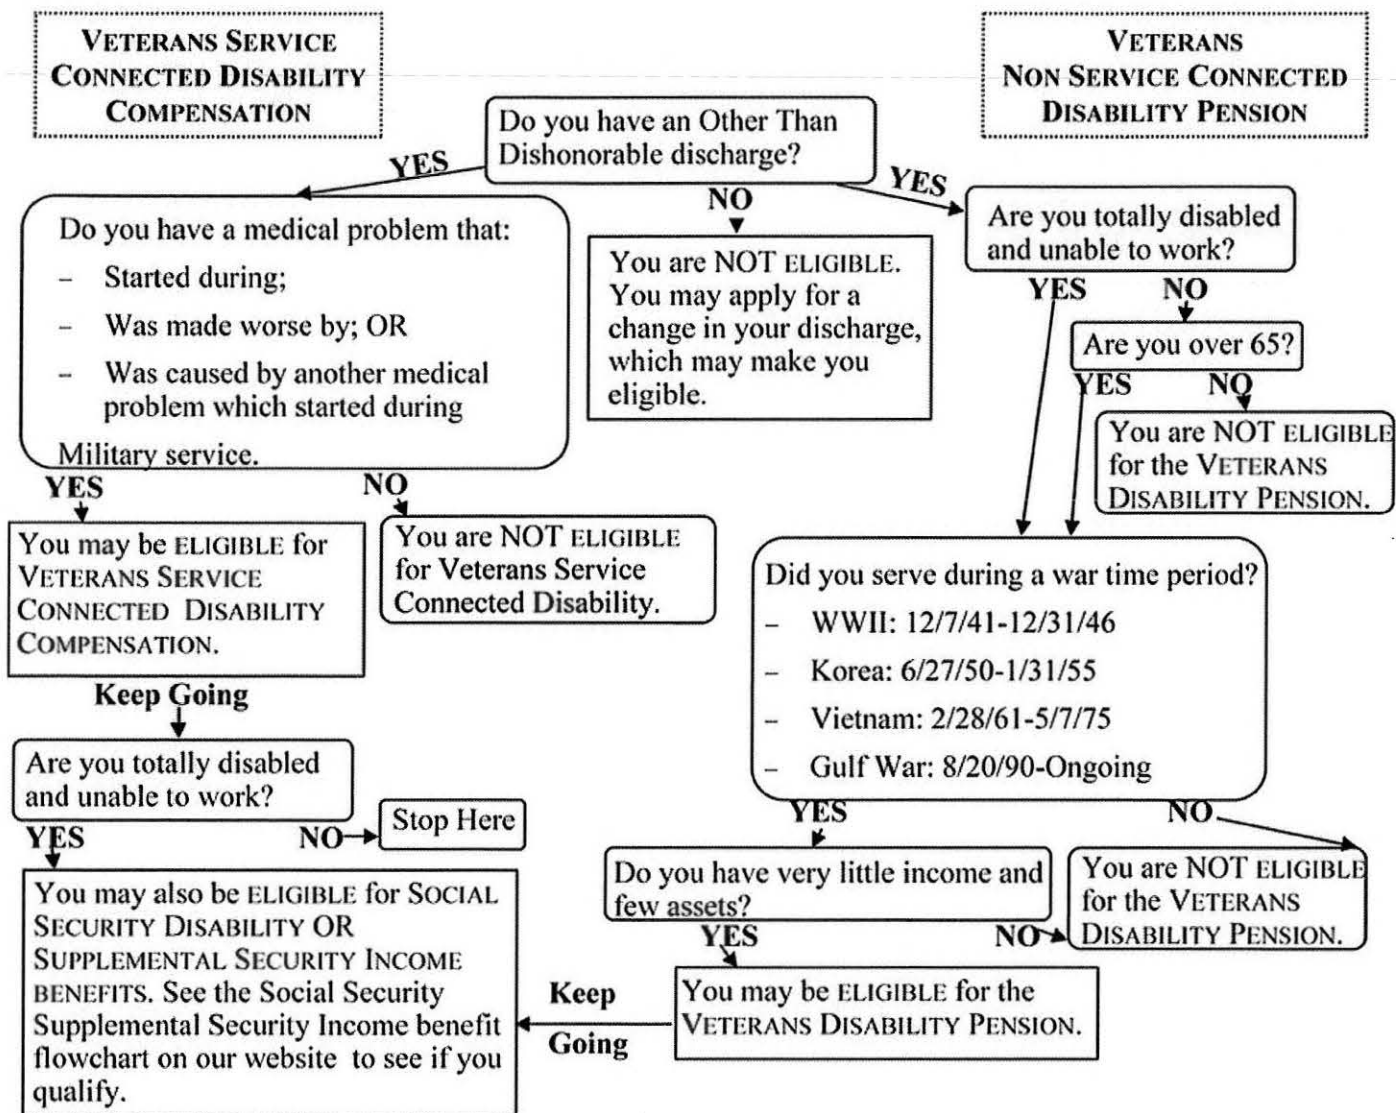 VETERANS SERVICE
CONNECTED DISABILITY
COMPENSATION
VETERANS
NON SERVICE CONNECTED
DISABILITY PENSION
Do you have an Other Than
Dishonorable discharge?
YES
NO
YES
Do you have a medical problem that:
- Started during;
- Was made worse by; OR
- Was caused by another medical
problem which started during
Military service.
You are NOT ELIGIBLE.
You may apply for a
change in your discharge,
which may make you
eligible.
Are you totally disabled
and unable to work?
YES
NO
Are you over 65?
YES
NO
You are NOT ELIGIBLE
for the VETERANS
DISABILITY PENSION.
YES
NO
You may be ELIGIBLE for
VETERANS SERVICE
CONNECTED DISABILITY
COMPENSATION.
You are NOT ELIGIBLE
for Veterans Service
Connected Disability.
Did you serve during a war time period?
- WWII: 12/7/41-12/31/46
- Korea: 6/27/50-1/31/55
- Vietnam: 2/28/61-5/7/75
- Gulf War: 8/20/90-Ongoing
Keep Going
Are you totally disabled
and unable to work?
YES
NO
Stop Here
YES
NO
Do you have very little income and
few assets?
You are NOT ELIGIBLE
for the VETERANS
DISABILITY PENSION.
YES
NO
You may also be ELIGIBLE for SOCIAL
SECURITY DISABILITY OR
SUPPLEMENTAL SECURITY INCOME
BENEFITS. See the Social Security
Supplemental Security Income benefit
flowchart on our website to see if you
qualify.
Keep
Going
You may be ELIGIBLE for the
VETERANS DISABILITY PENSION.